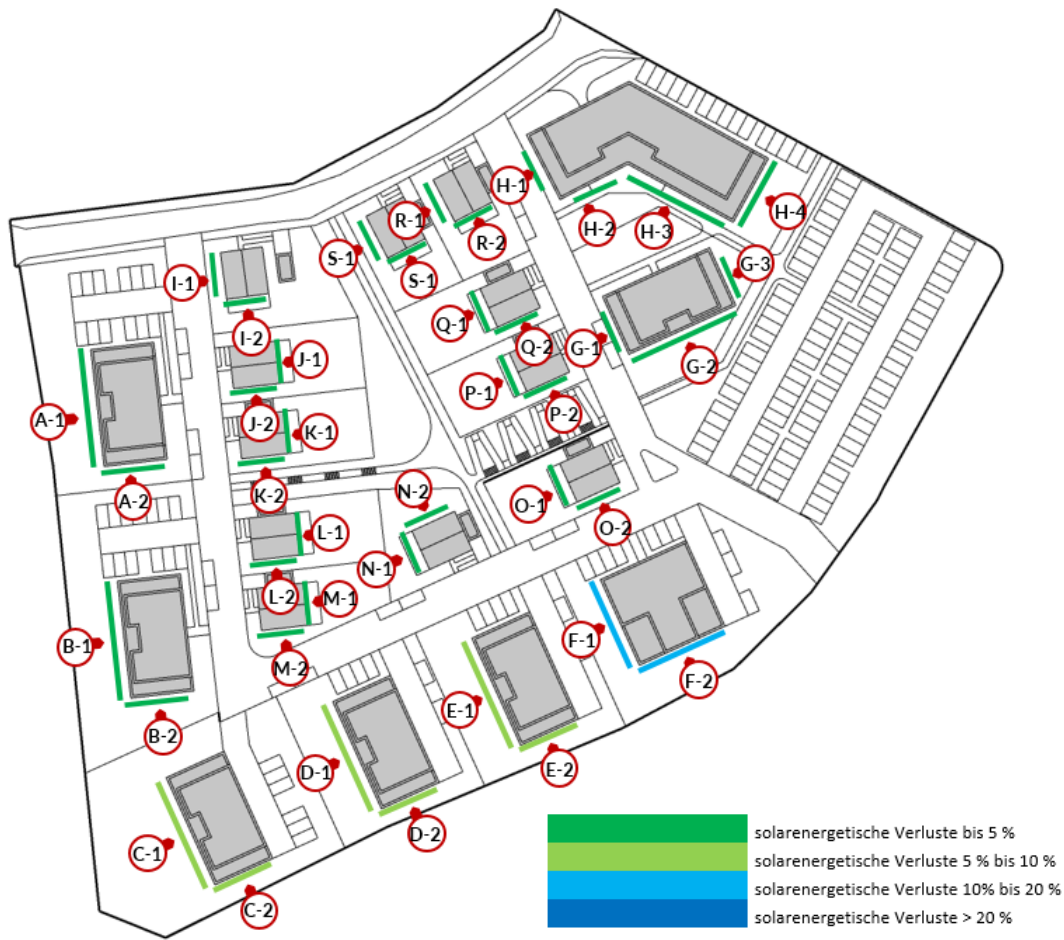 H-1
R-1
H-4
H-2
H-3
R-2
S-1
S-1
G-3
I-1
Q-1
I-2
Q-2
G-1
J-1
G-2
P-1
P-2
A-1
J-2
K-1
A-2
K-2
N-2
O-1
O-2
L-1
N-1
L-2
M-1
F-1
B-1
M-2
F-2
E-1
B-2
E-2
D-1
D-2
C-1
C-2
solarenergetische Verluste bis 5 %
solarenergetische Verluste 5 % bis 10 %
solarenergetische Verluste 10% bis 20 %
solarenergetische Verluste > 20 %